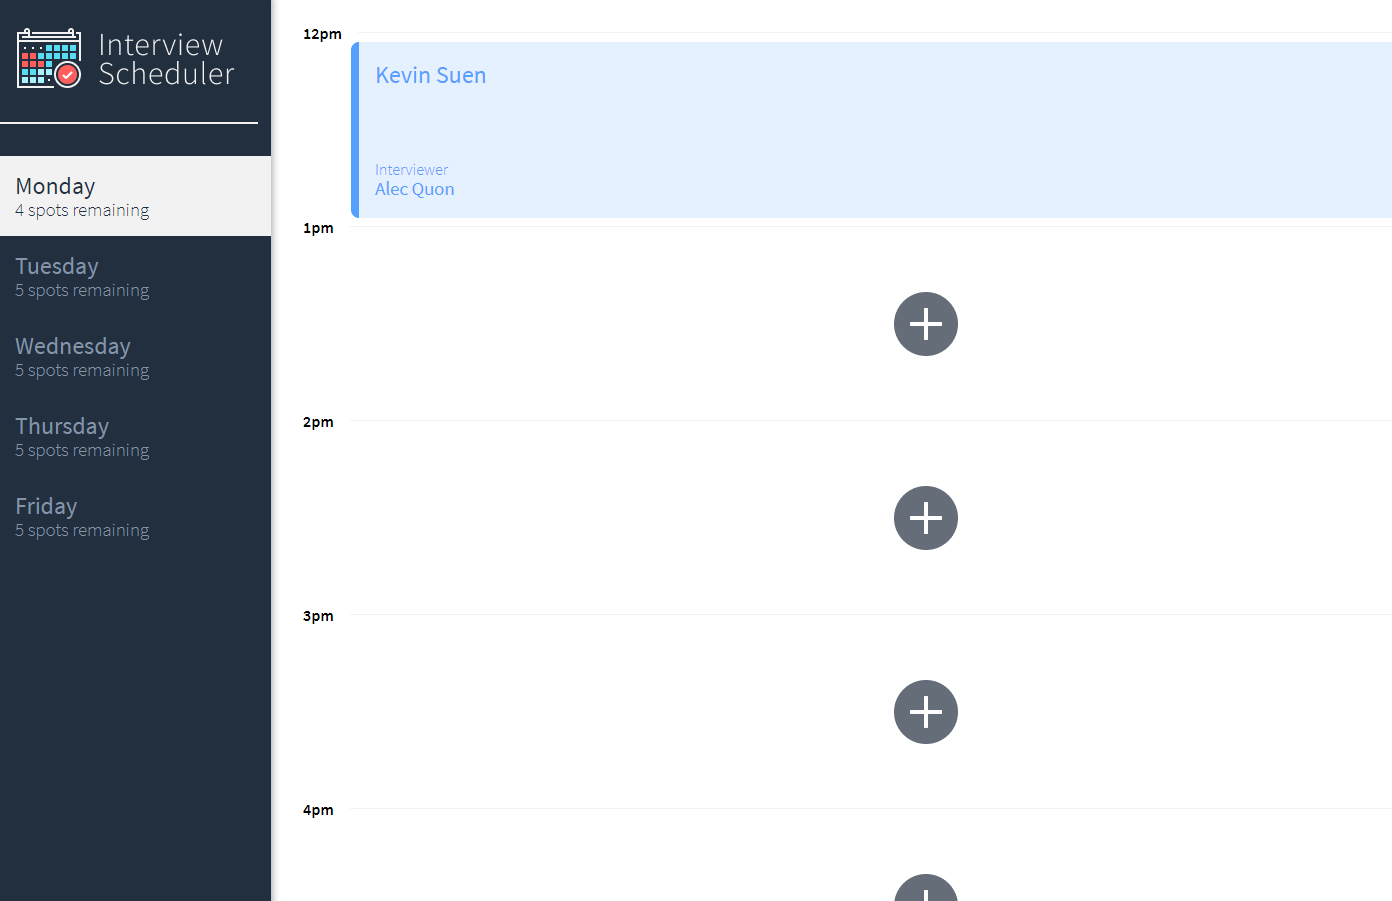 Interview
Scheduler
Monday
4 spots remaining
Tuesday
5 spots remaining
Wednesday
5 spots remaining
Thursday
5 spots remaining
Friday
5 spots remaining
12pm
Kevin Suen
Interviewer
Alec Quon
1pm
2pm
3pm
4pm